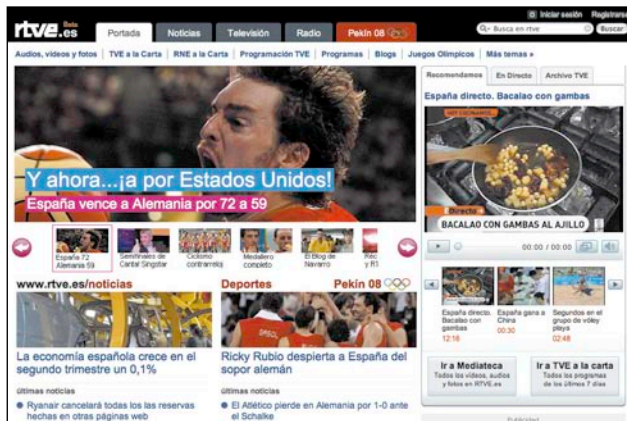 Iniciar sesión Registrarse
rtve.es Beta
Portada Noticias Televisión Radio Pekín 08
Busca en rtve Buscar
Audios, vídeos y fotos TVE a la Carta RNE a la Carta Programación TVE Programas Blogs Juegos Olímpicos Más temas »
Y ahora...¡a por Estados Unidos!
España vence a Alemania por 72 a 59
España 72
Alemania 59
Semifinales de
Cantal Singstar
Ciclismo
contrarreloj
Medallero
completo
El Blog de
Navarro
Réc
y R1
www.rtve.es/noticias
La economía española crece en el
segundo trimestre un 0,1%
últimas noticias
Ryanair cancelará todas los las reservas
hechas en otras páginas web
Deportes Pekín 08
Ricky Rubio despierta a España del
sopor alemán
últimas noticias
El Atlético pierde en Alemania por 1-0 ante
el Schalke
Recomendamos En Directo Archivo TVE
España directo. Bacalao con gambas
HOY COCINAMOS...
Directo
BACALAO CON GAMBAS AL AJILLO
00:00 / 00:00
España directo.
Bacalao con
gambas
12:18
España gana a
China
00:30
Segundos en el
grupo de vóley
playa
02:48
Ir a Mediateca
Todos los vídeos, audios
y fotos en RTVE.es
Ir a TVE a la carta
Todos los programas
de los últimos 7 días
Publicidad